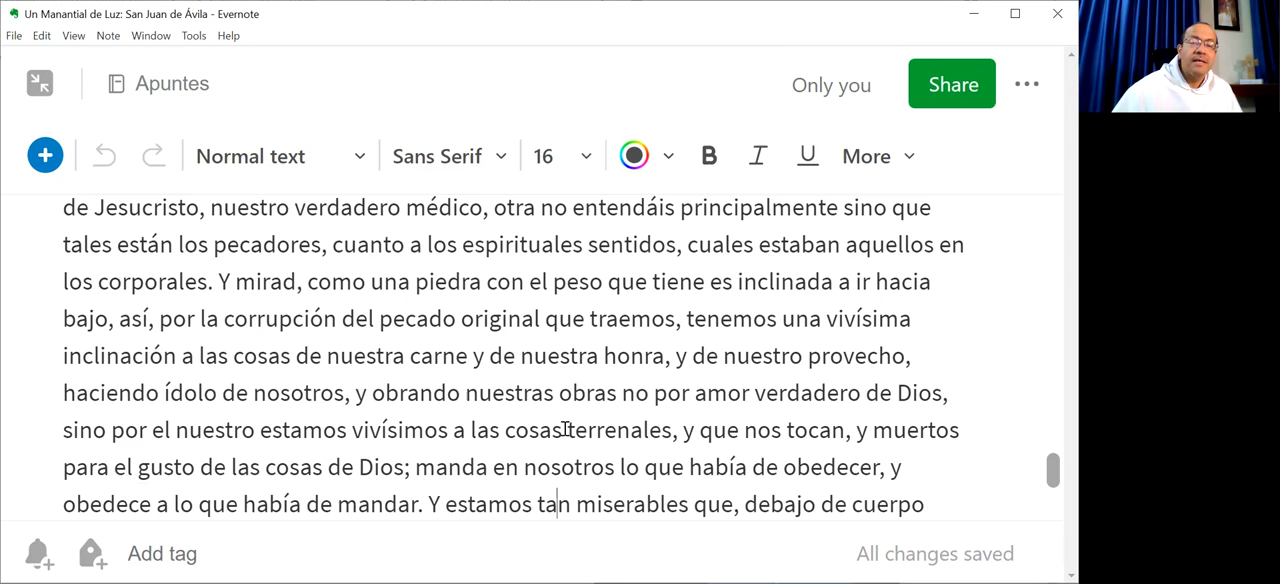 Un Manantial de Luz: San Juan de Ávila - Evernote
File Edit View Note Window Tools Help
Apuntes
Only you
Share
Normal text
Sans Serif
16
B I U
More
de Jesucristo, nuestro verdadero médico, otra no entendáis principalmente sino que
tales están los pecadores, cuanto a los espirituales sentidos, cuales estaban aquellos en
los corporales. Y mirad, como una piedra con el peso que tiene es inclinada a ir hacia
bajo, así, por la corrupción del pecado original que traemos, tenemos una vivísima
inclinación a las cosas de nuestra carne y de nuestra honra, y de nuestro provecho,
haciendo ídolo de nosotros, y obrando nuestras obras no por amor verdadero de Dios,
sino por el nuestro estamos vivísimos a las cosas terrenales, y que nos tocan, y muertos
para el gusto de las cosas de Dios; manda en nosotros lo que había de obedecer, y
obedece a lo que había de mandar. Y estamos tan miserables que, debajo de cuerpo
Add tag
All changes saved